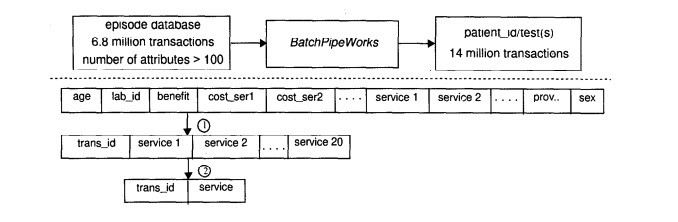 episode database
6.8 million transactions
number of attributes > 100
BatchPipeWorks
patient_id/test(s)
14 million transactions
age lab_id benefit cost_ser1 cost_ser2 .... service 1 service 2 .... prov.. sex
1
trans_id service 1 service 2 .... service 20
2
trans_id service